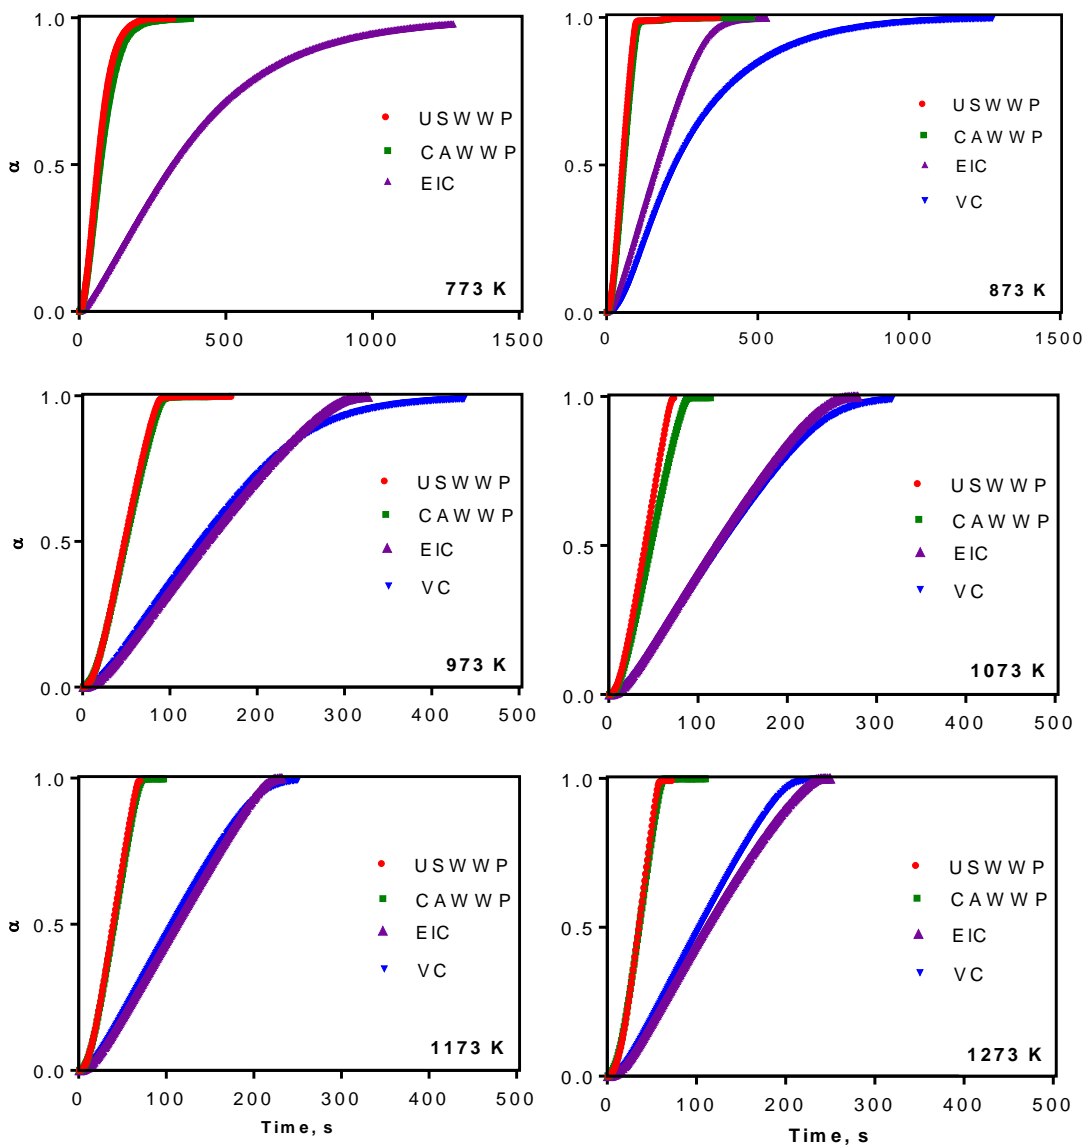 1.0
USWWP
CAWWP
α
0.5
EIC
773 K
0.0
0
500
1000
1500
1.0
USWWP
CAWWP
0.5
EIC
VC
873 K
0.0
0
500
1000
1500
1.0
USWWP
CAWWP
α
0.5
EIC
VC
973 K
0.0
0
100
200
300
400
500
1.0
USWWP
CAWWP
0.5
EIC
VC
1073 K
0.0
0
100
200
300
400
500
1.0
USWWP
CAWWP
α
0.5
EIC
VC
1173 K
0.0
0
100
200
300
400
500
Time, s
1.0
USWWP
CAWWP
0.5
EIC
VC
1273 K
0.0
0
100
200
300
400
500
Time, s